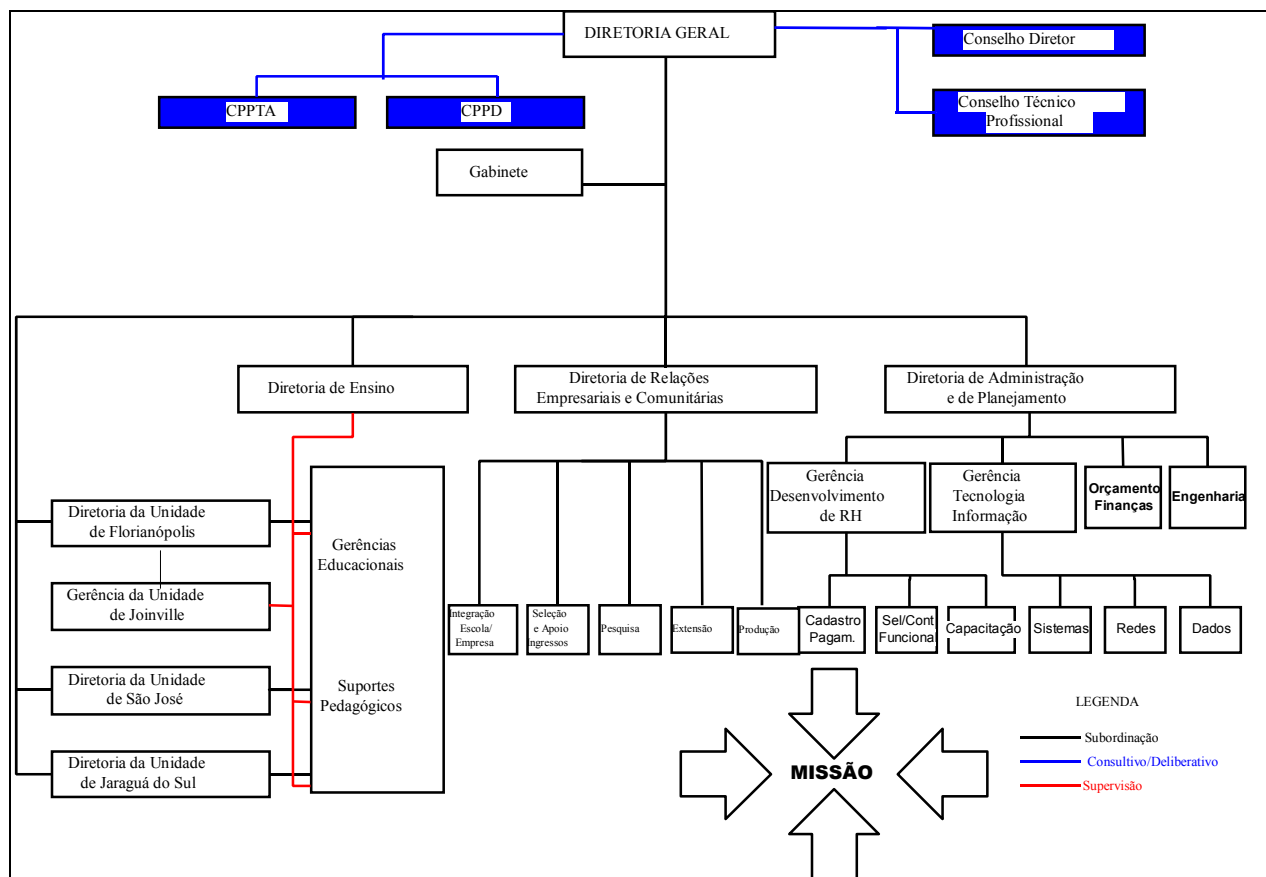 DIRETORIA GERAL
Conselho Diretor
CPPTA
CPPD
Conselho Técnico
Profissional
Gabinete
Diretoria de Ensino
Diretoria de Relações
Empresariais e Comunitárias
Diretoria de Administração
e de Planejamento
Diretoria da Unidade
de Florianópolis
Gerência da Unidade
de Joinville
Diretoria da Unidade
de São José
Diretoria da Unidade
de Jaraguá do Sul
Gerências
Educacionais
Suportes
Pedagógicos
Gerência
Desenvolvimento
de RH
Gerência
Tecnologia
Informação
Orçamento
Finanças
Engenharia
Integração
Escola/
Empresa
Seleção
e Apoio
Ingressos
Pesquisa
Extensão
Produção
Cadastro
Pagam.
Sel/Cont
Funcional
Capacitação
Sistemas
Redes
Dados
MISSÃO
LEGENDA
Subordinação
Consultivo/Deliberativo
Supervisão